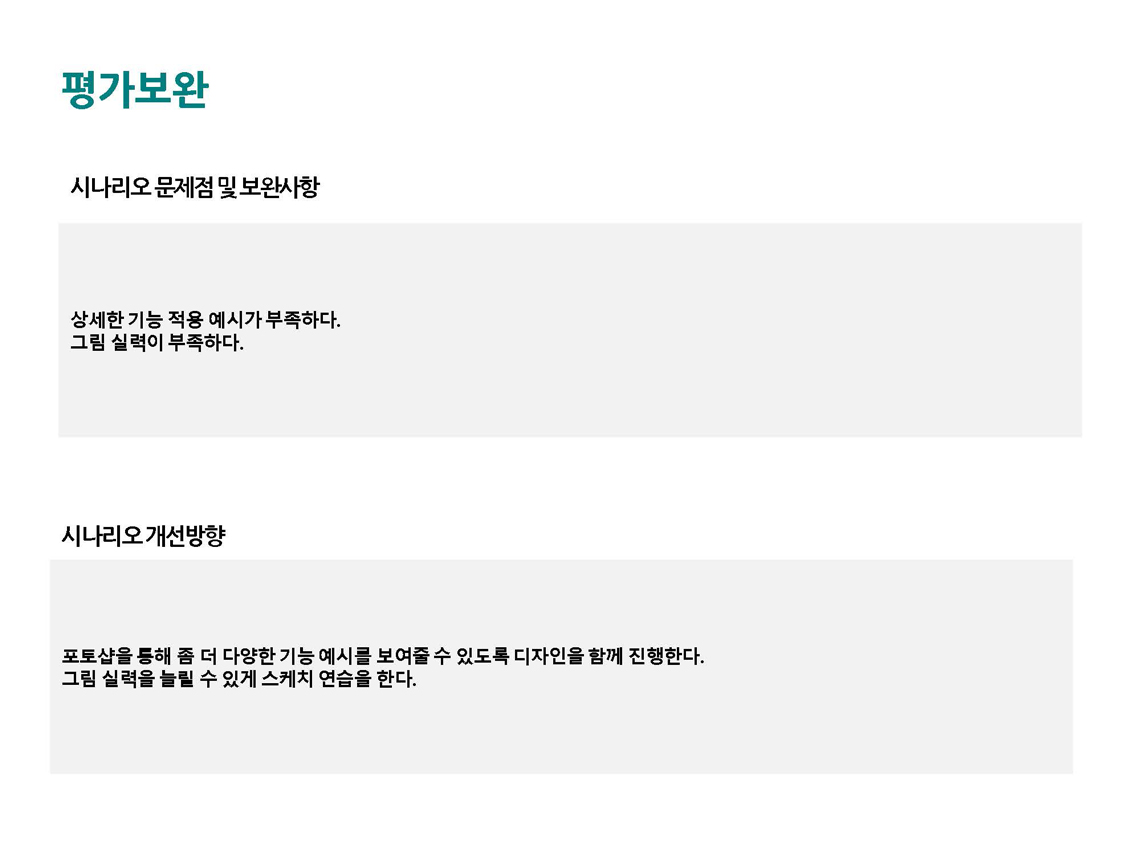 평가보완
시나리오 문제점 및 보완사항
상세한 기능 적용 예시가 부족하다.
그림 실력이 부족하다.
시나리오 개선방향
포토샵을 통해 좀 더 다양한 기능 예시를 보여줄 수 있도록 디자인을 함께 진행한다.
그림 실력을 늘릴 수 있게 스케치 연습을 한다.